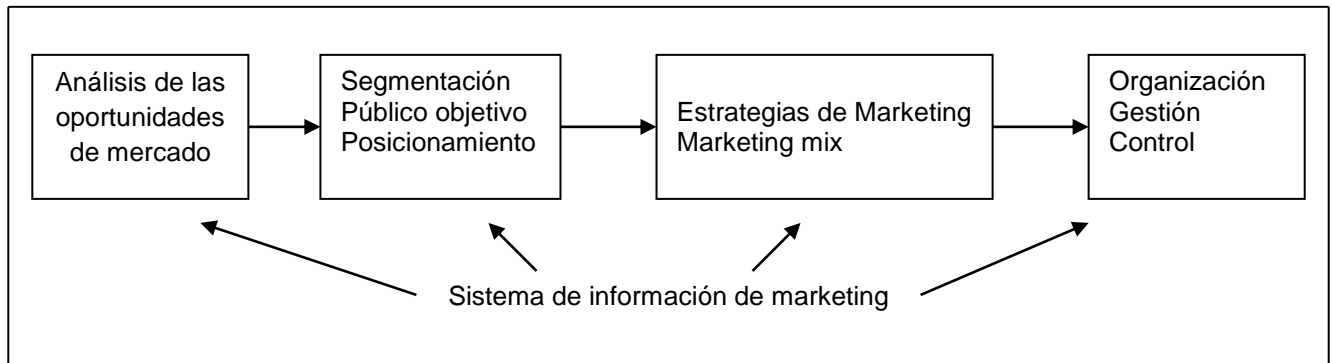 Análisis de las
oportunidades
de mercado
Segmentación
Público objetivo
Posicionamiento
Estrategias de Marketing
Marketing mix
Organización
Gestión
Control
Sistema de información de marketing